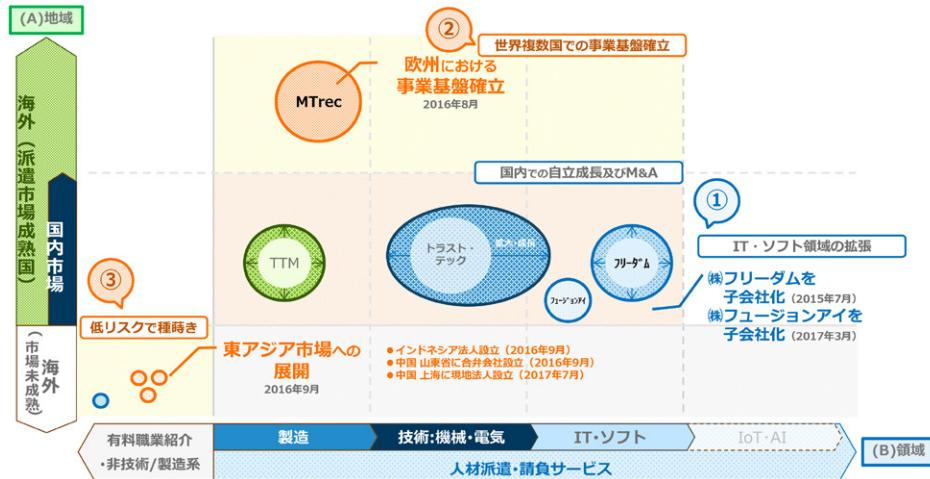 (A)地域
②
世界複数国での事業基盤確立
MTrec
欧州における
事業基盤確立
2016年8月
海外（派遣市場成熟国）
国内市場
国内での自立成長及びM&A
①
TTM
トラスト・
テック
拡大・成長
フリーダム
フュージョンアイ
IT・ソフト領域の拡張
㈱フリーダムを
子会社化（2015年7月）
㈱フュージョンアイを
子会社化（2017年3月）
③
低リスクで種蒔き
海外
（市場未成熟）
東アジア市場への
展開
2016年9月
●インドネシア法人設立（2016年9月）
●中国 山東省に合弁会社設立（2016年9月）
●中国 上海に現地法人設立（2017年7月）
有料職業紹介
・非技術/製造系
製造
技術:機械・電気
IT・ソフト
IoT・AI
人材派遣・請負サービス
(B)領域